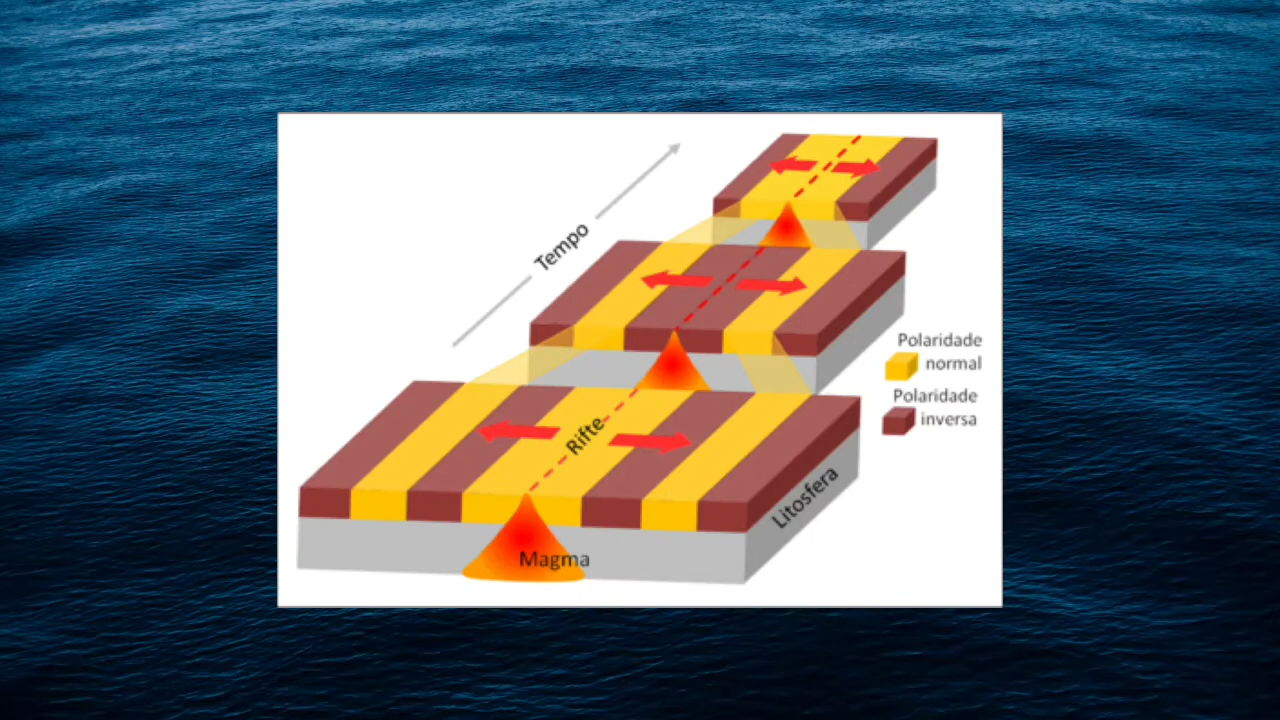 Tempo
Polaridade
normal
Polaridade
inversa
Rifte
Litosfera
Magma